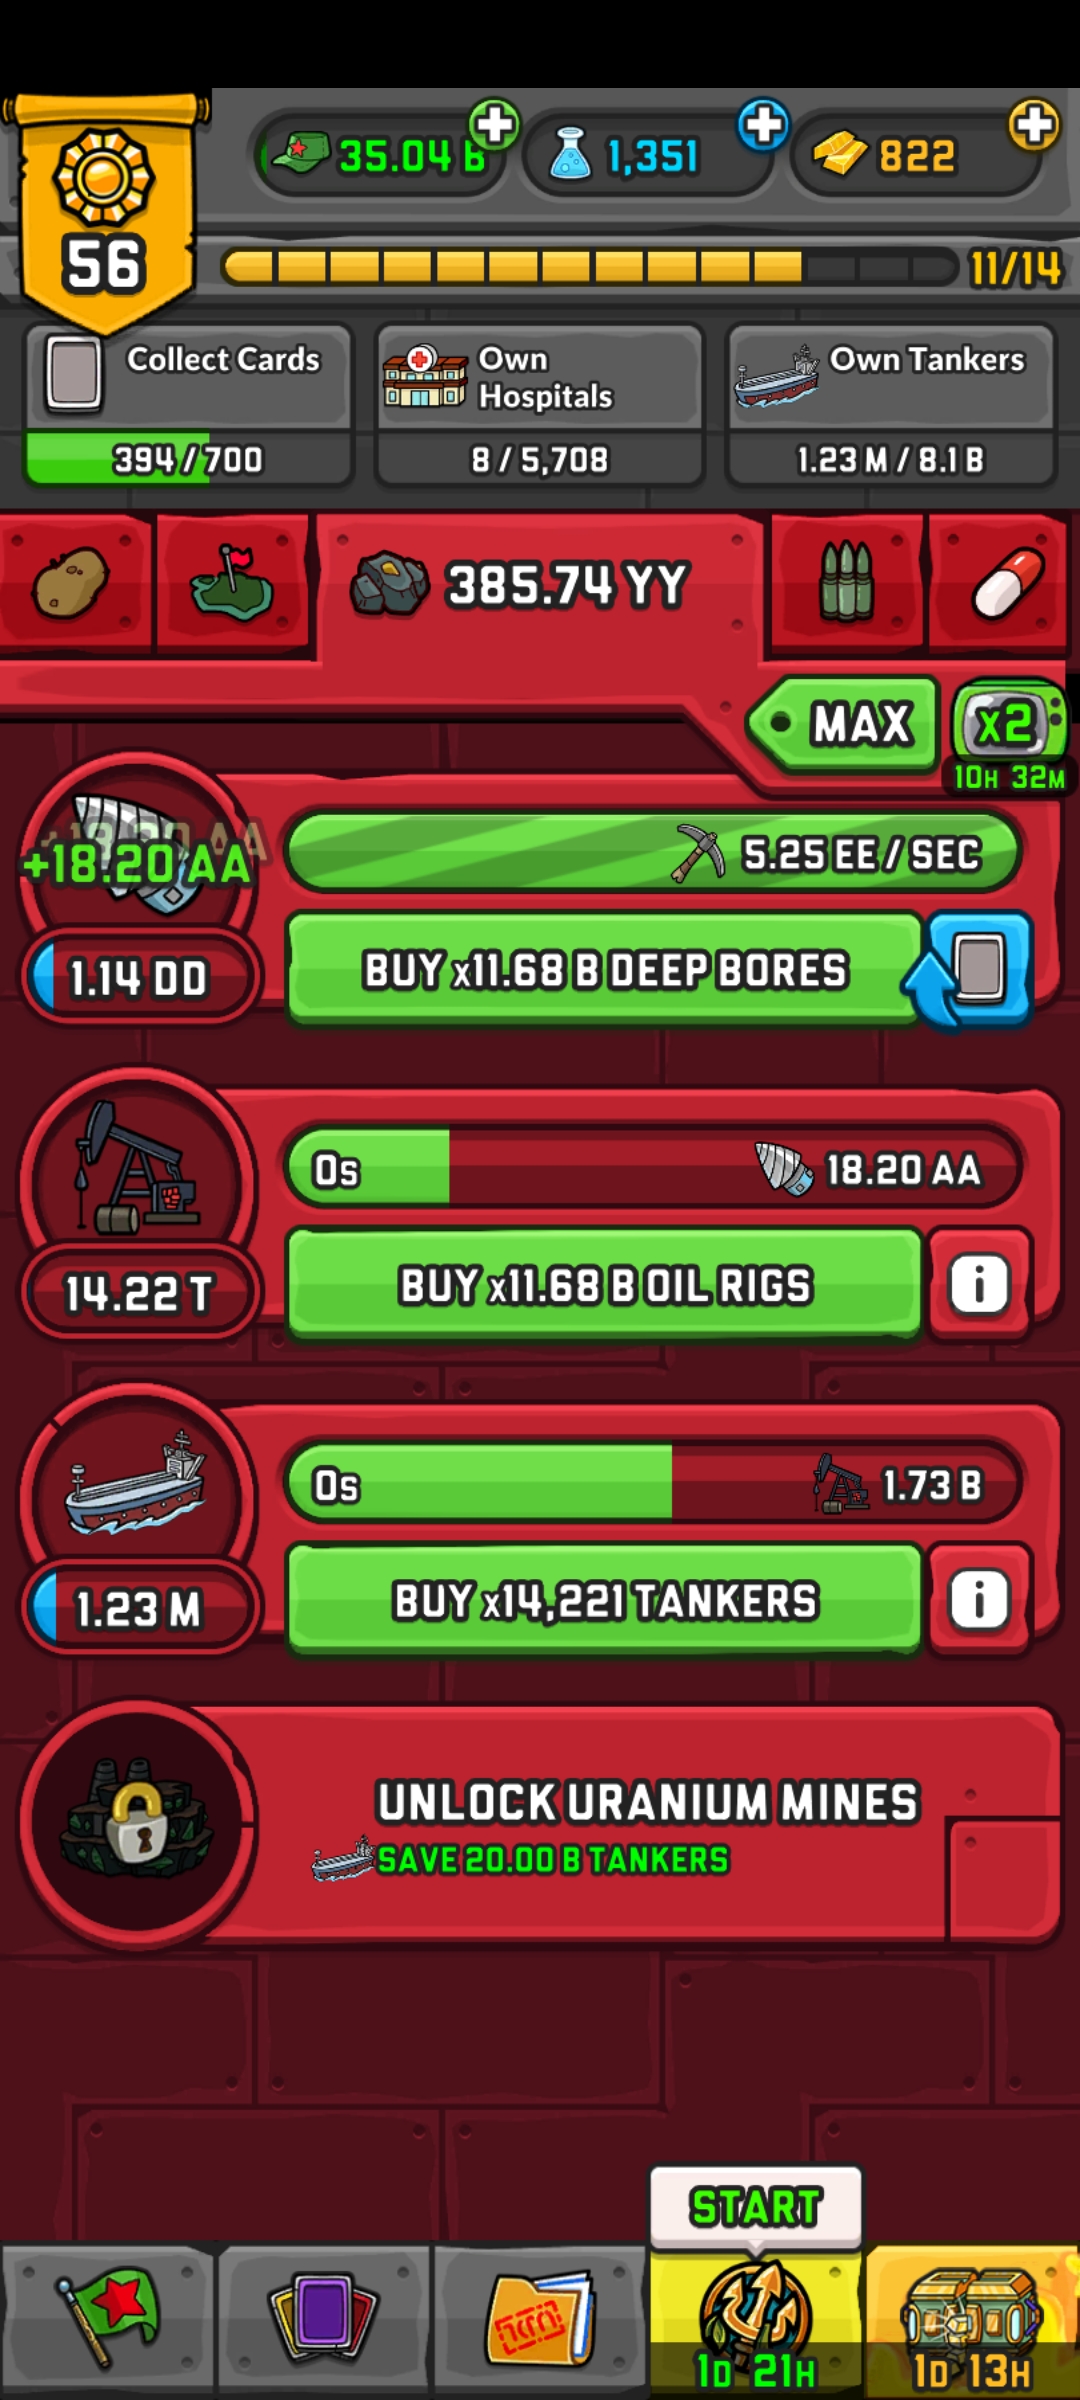 35.04 B
1,351
822
56
11/14
Collect Cards
394/700
Own
Hospitals
8/5,708
Own Tankers
1.23 M/8.1 B
385.74 YY
MAX
x2
10H 32M
+18.20 AA
5.25 EE/SEC
1.14 DD
BUY x11.68 B DEEP BORES
0s
18.20 AA
14.22 T
BUY x11.68 B OIL RIGS
i
0s
1.73 B
1.23 M
BUY x14,221 TANKERS
i
UNLOCK URANIUM MINES
SAVE 20.00 B TANKERS
START
1D 21H
1D 13H